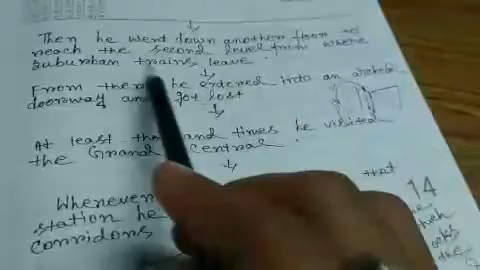 Then he went down another floor to
reach the second level from where
suburban trains leave.
From there he entered into an arched
doorway and got lost
At least thousand times he visited
the Grand Central.
that
14
Whenever
station he
corridors
the